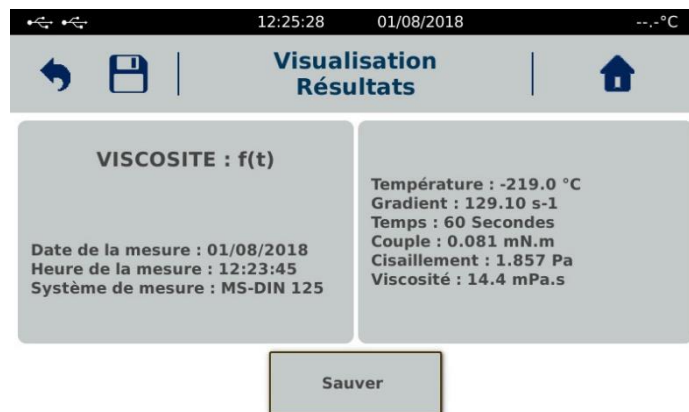 12:25:28 01/08/2018 --.-°C
Visualisation
Résultats
VISCOSITE : f(t)
Date de la mesure : 01/08/2018
Heure de la mesure : 12:23:45
Système de mesure : MS-DIN 125
Température : -219.0 °C
Gradient : 129.10 s-1
Temps : 60 Secondes
Couple : 0.081 mN.m
Cisaillement : 1.857 Pa
Viscosité : 14.4 mPa.s
Sauver